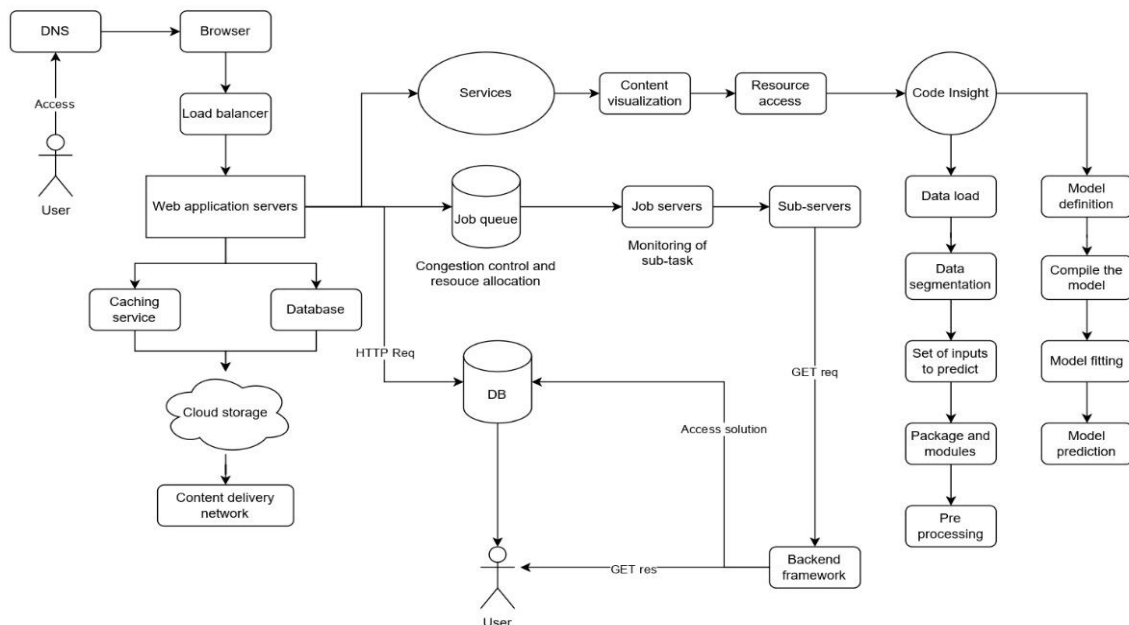 DNS
Browser
Access
Load balancer
User
Web application servers
Caching
service
Database
Cloud storage
Content delivery
network
Services
Content
visualization
Resource
access
Code Insight
Job queue
Congestion control and
resouce allocation
Job servers
Monitoring of
sub-task
Sub-servers
HTTP Req
DB
GET req
Access solution
Backend
framework
GET res
User
Data load
Data
segmentation
Set of inputs
to predict
Package and
modules
Pre
processing
Model
definition
Compile the
model
Model fitting
Model
prediction